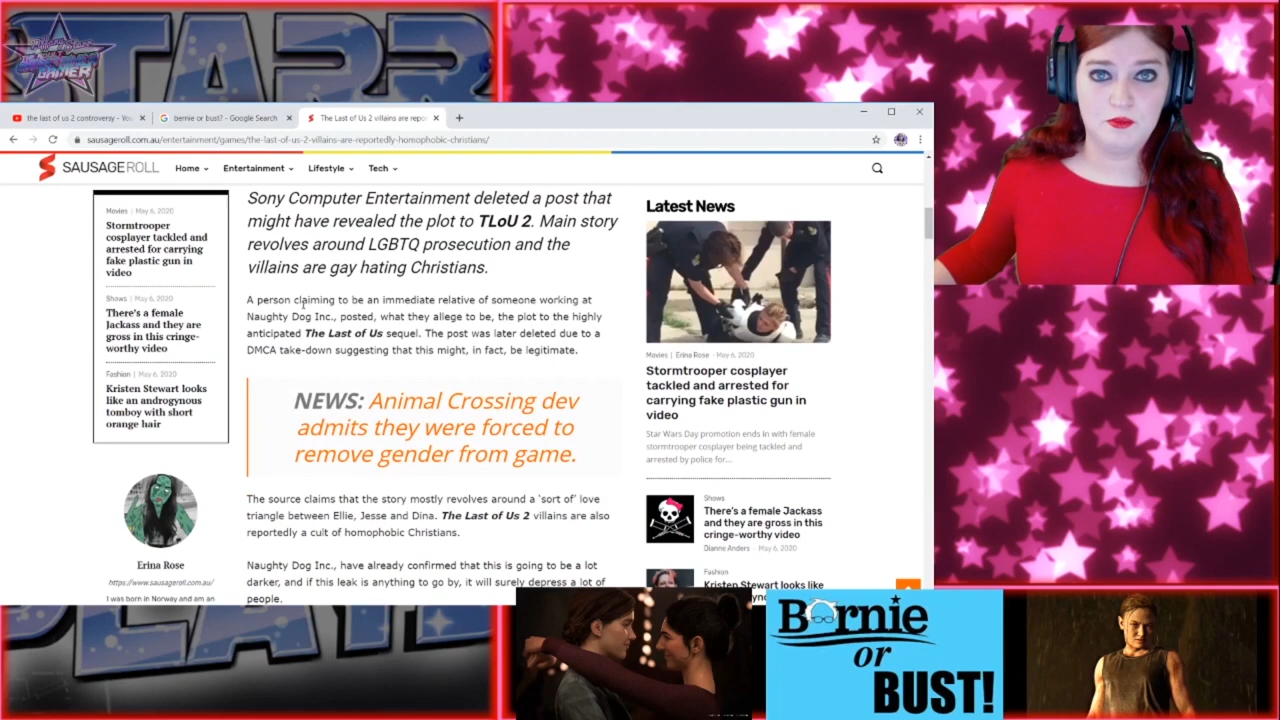 STARR
GAMER
the last of us 2 controversy - You
bernie or bust? - Google Search
The Last of Us 2 villains are repo
sausageroll.com.au/entertainment/games/the-last-of-us-2-villains-are-reportedly-homophobic-christians/
SAUSAGE ROLL
Home
Entertainment
Lifestyle
Tech
Movies | May 6, 2020
Stormtrooper
cosplayer tackled and
arrested for carrying
fake plastic gun in
video
Shows | May 6, 2020
There's a female
Jackass and they are
gross in this cringe-
worthy video
Fashion | May 6, 2020
Kristen Stewart looks
like an androgynous
tomboy with short
orange hair
Erina Rose
https://www.sausageroll.com.au/
I was born in Norway and am an
Sony Computer Entertainment deleted a post that
might have revealed the plot to TLoU 2. Main story
revolves around LGBTQ prosecution and the
villains are gay hating Christians.
A person claiming to be an immediate relative of someone working at
Naughty Dog Inc., posted, what they allege to be, the plot to the highly
anticipated The Last of Us sequel. The post was later deleted due to a
DMCA take-down suggesting that this might, in fact, be legitimate.
NEWS: Animal Crossing dev
admits they were forced to
remove gender from game.
The source claims that the story mostly revolves around a 'sort of' love
triangle between Ellie, Jesse and Dina. The Last of Us 2 villains are also
reportedly a cult of homophobic Christians.
Naughty Dog Inc., have already confirmed that this is going to be a lot
darker, and if this leak is anything to go by, it will surely depress a lot of
people.
Latest News
Movies | Erina Rose - May 6, 2020
Stormtrooper cosplayer
tackled and arrested for
carrying fake plastic gun in
video
Star Wars Day promotion ends in with female
stormtrooper cosplayer being tackled and
arrested by police for...
Shows
There's a female Jackass
and they are gross in this
cringe-worthy video
Dianne Anders - May 6, 2020
Fashion
Kristen Stewart looks like
Bernie
or
BUST!